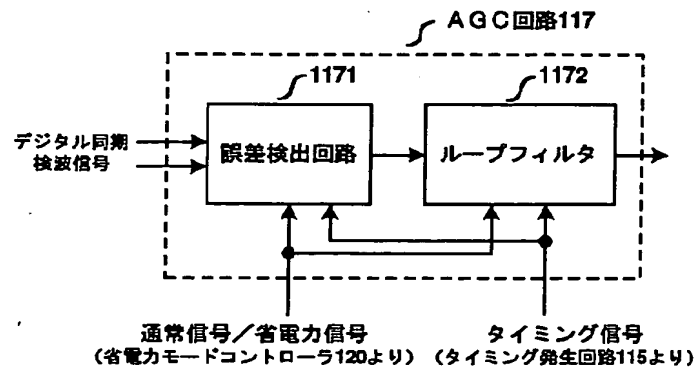 AGC回路117
1171
1172
デジタル同期
検波信号
誤差検出回路
ループフィルタ
通常信号／省電力信号
（省電力モードコントローラ120より）
タイミング信号
（タイミング発生回路115より）